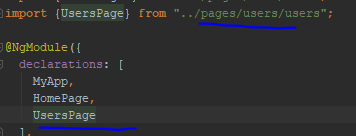 import {UsersPage} from "../pages/users/users";
@NgModule({
declarations: [
MyApp,
HomePage,
UsersPage
],